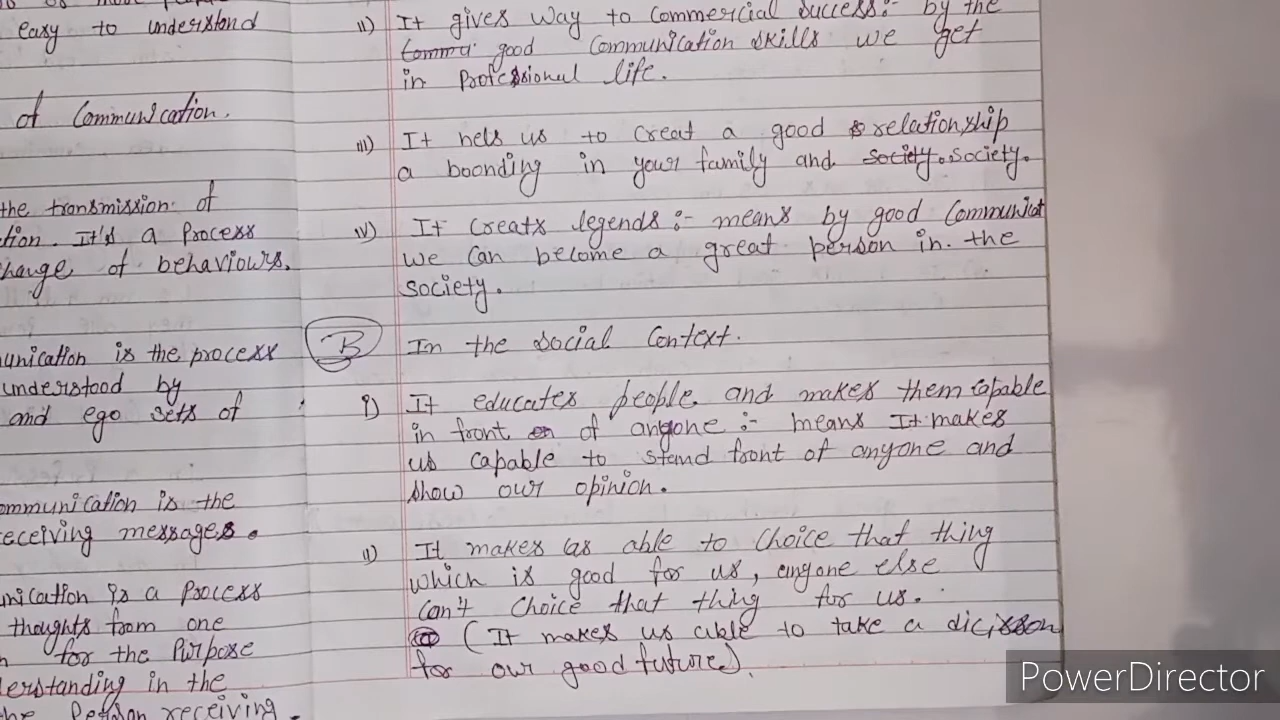 easy to understand
of Communication.
the transmission of
tion. It's a Process
change of behaviours.
unication is the process
understood by
and ego sets of
ommunication is the
eceiving messages.
nication is a Process
thoughts from one
for the Purpose
derstanding in the
the Person receiving.
ii) It gives way to Commercial success:- by the
good Communication skills we get
in Professional life.
iii) It hels us to creat a good relationship
a boonding in your family and society. society.
iv) It Creats legends :- means by good Communicat
we can become a great person in the
society.
B In the Social Context.
i) It educates people and makes them capable
in front of anyone :- means It makes
us capable to stand front of anyone and
show our opinion.
ii) It makes us able to choice that thing
which is good for us, anyone else
can't choice that thing for us.
(It makes us able to take a dicisson
for our good future).
PowerDirector